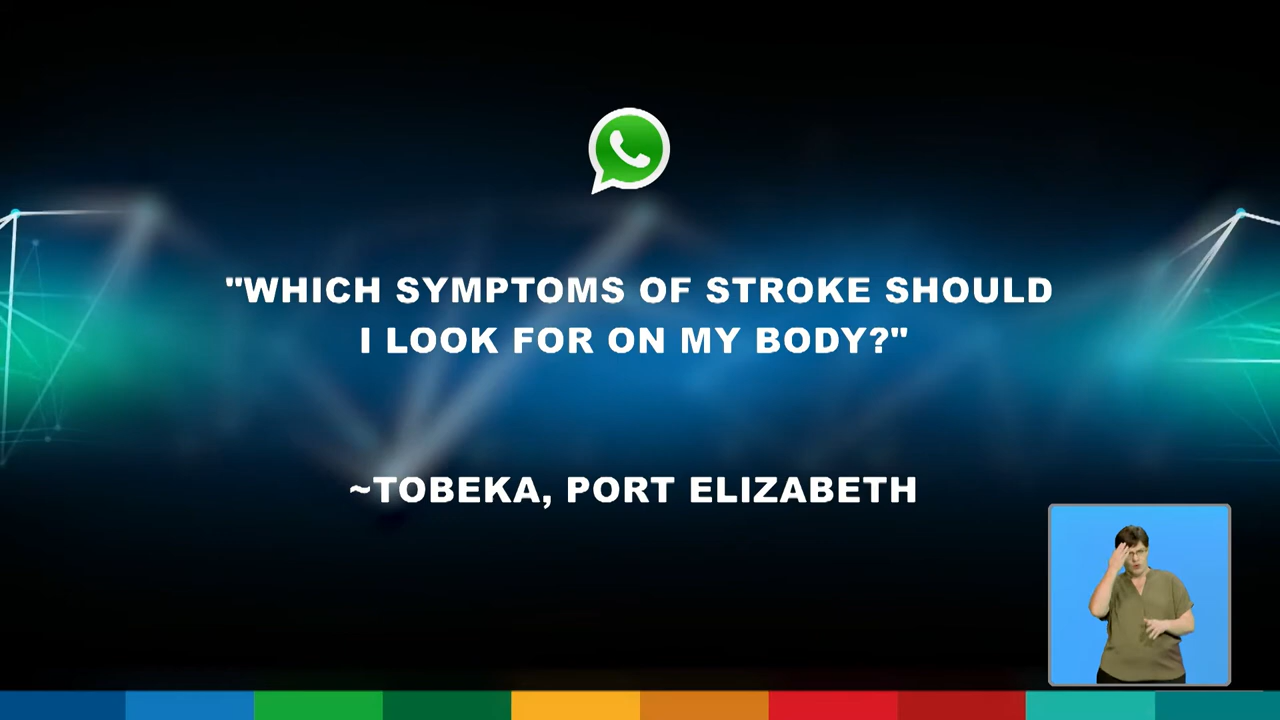 "WHICH SYMPTOMS OF STROKE SHOULD
I LOOK FOR ON MY BODY?"
~TOBEKA, PORT ELIZABETH